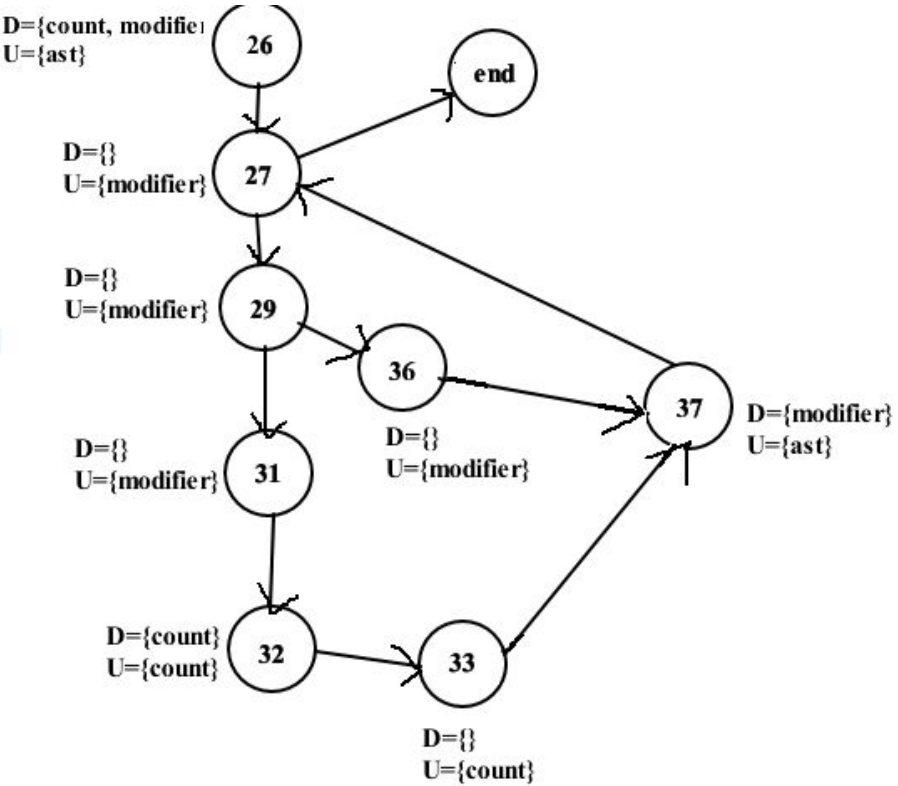 D={count, modifier
U={ast}
26
end
D={}
U={modifier}
27
D={}
U={modifier}
29
36
D={}
U={modifier}
37
D={modifier}
U={ast}
D={}
U={modifier}
31
D={count}
U={count}
32
33
D={}
U={count}